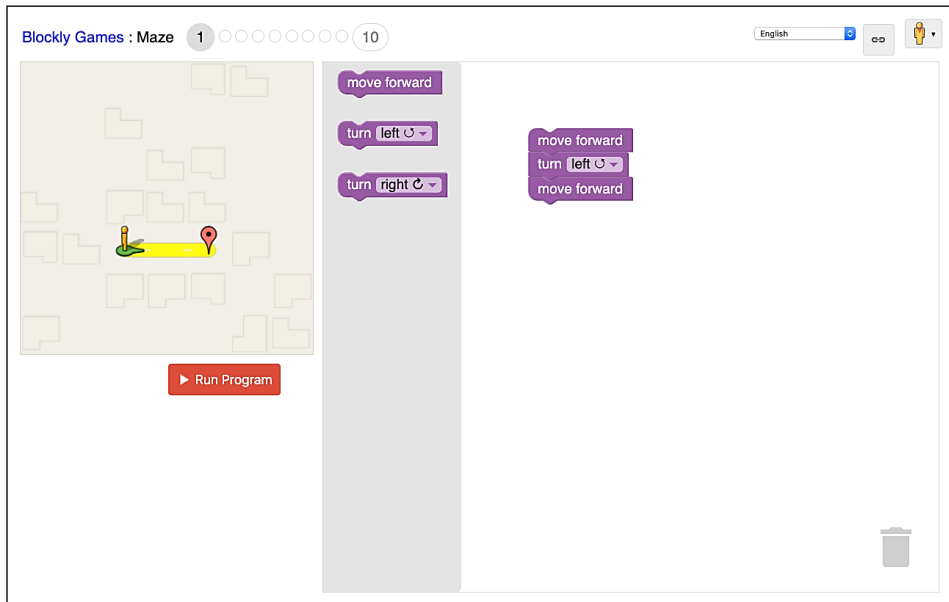 Blockly Games : Maze 1 10
English
move forward
turn left ↺
turn right ↻
move forward
turn left ↺
move forward
Run Program